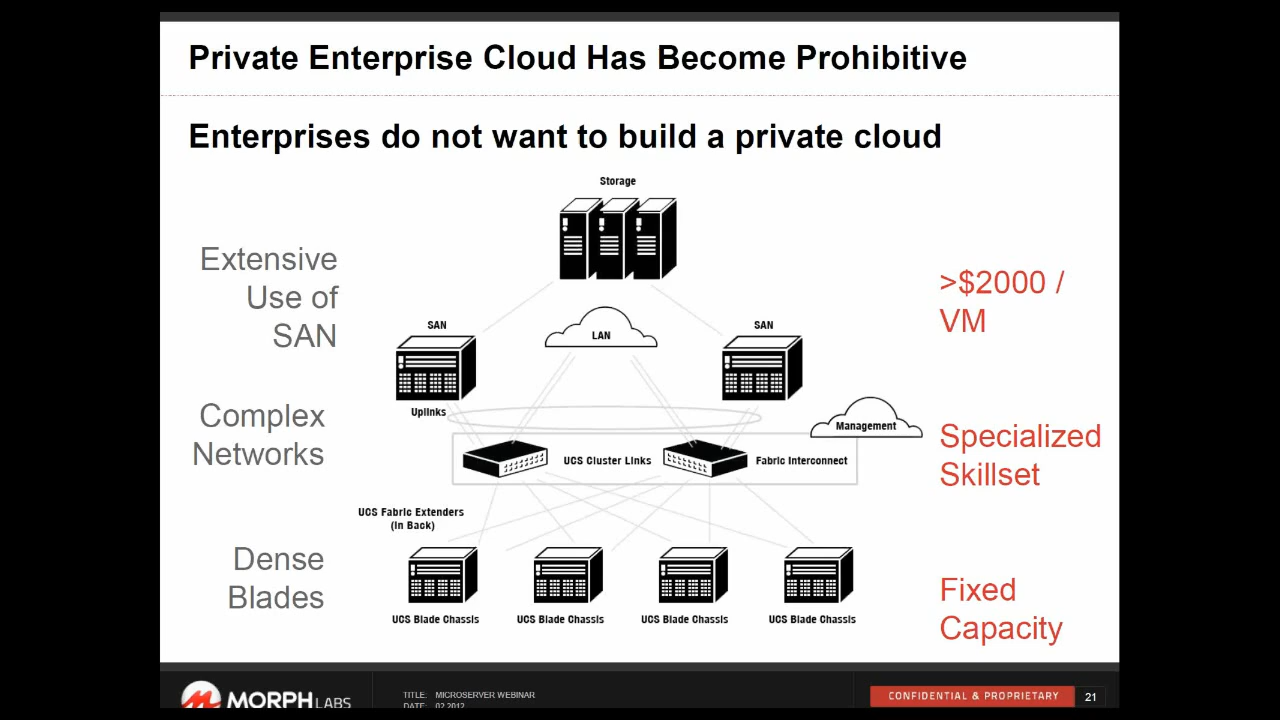 Private Enterprise Cloud Has Become Prohibitive
Enterprises do not want to build a private cloud
Storage
Extensive
Use of
SAN
>$2000 /
VM
SAN
LAN
SAN
Uplinks
Management
Complex
Networks
UCS Cluster Links
Fabric Interconnect
Specialized
Skillset
UCS Fabric Extenders
(in Back)
Dense
Blades
UCS Blade Chassis
UCS Blade Chassis
UCS Blade Chassis
UCS Blade Chassis
Fixed
Capacity
MORPH LABS
TITLE: MICROSERVER WEBINAR
DATE: 02.2012
CONFIDENTIAL & PROPRIETARY
21